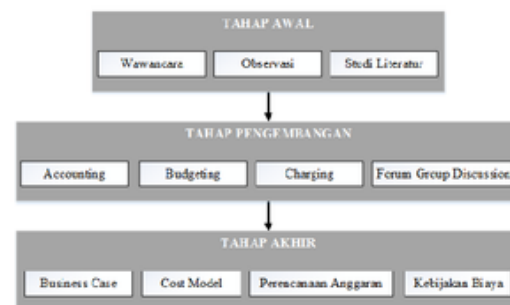 TAHAP AWAL
Wawancara Observasi Studi Literatur
TAHAP PENGEMBANGAN
Accounting Budgeting Charging Forum Group Discussion
TAHAP AKHIR
Business Case Cost Model Perencanaan Anggaran Kebijakan Biaya